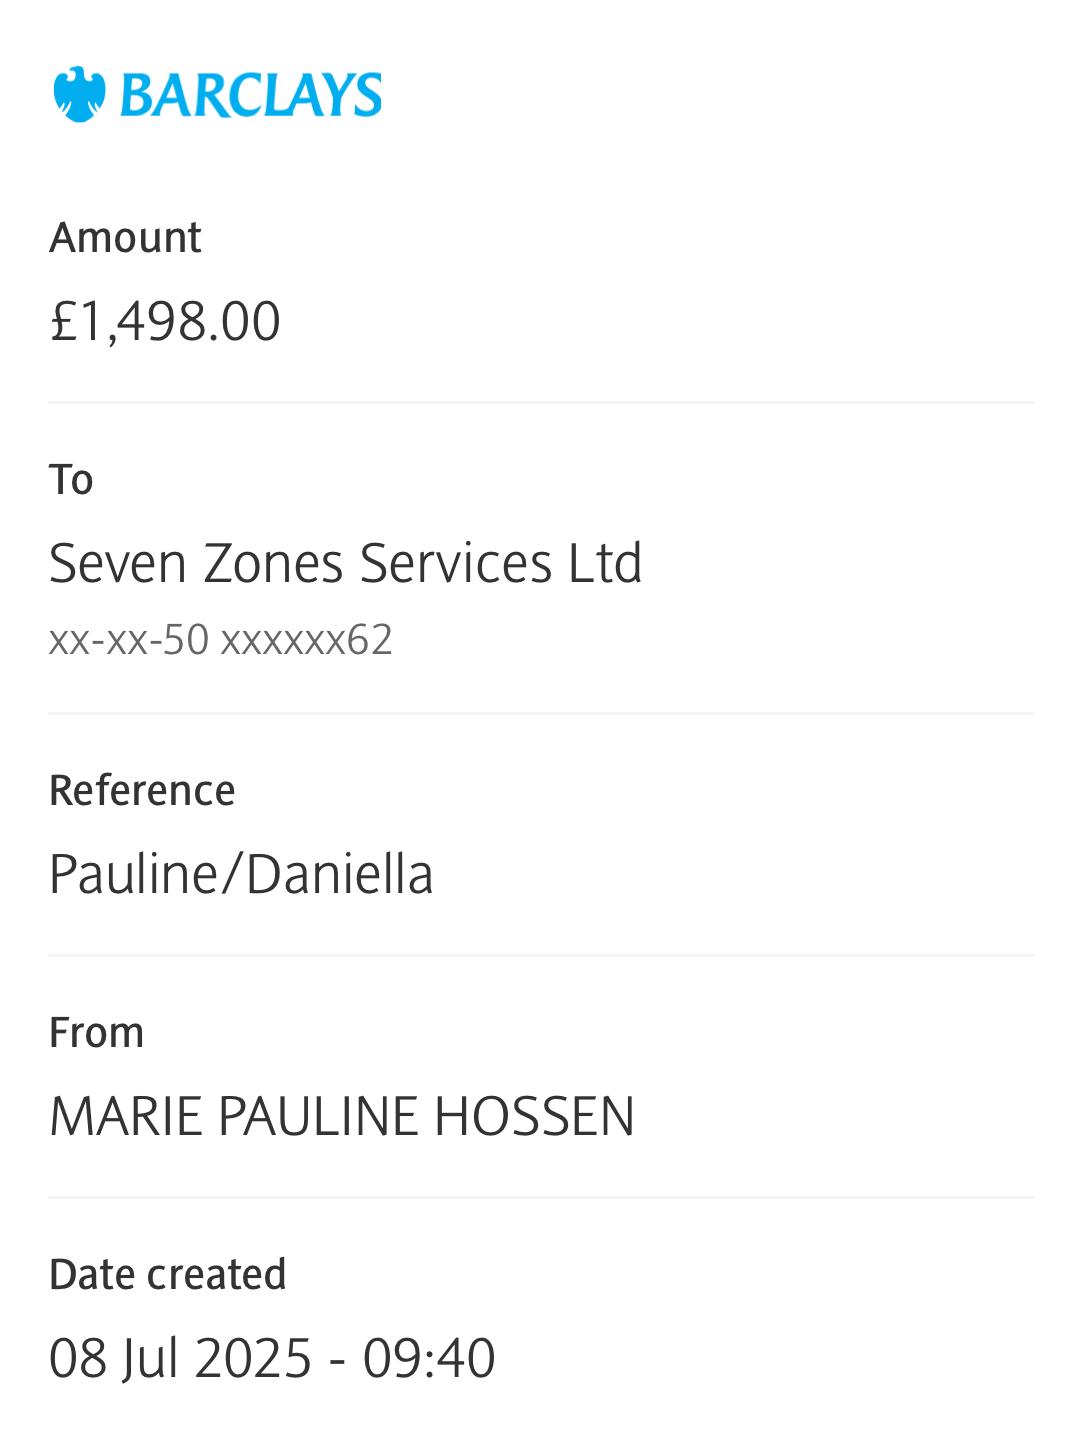 BARCLAYS
Amount
£1,498.00
To
Seven Zones Services Ltd
xx-xx-50 xxxxxx62
Reference
Pauline/Daniella
From
MARIE PAULINE HOSSEN
Date created
08 Jul 2025 - 09:40